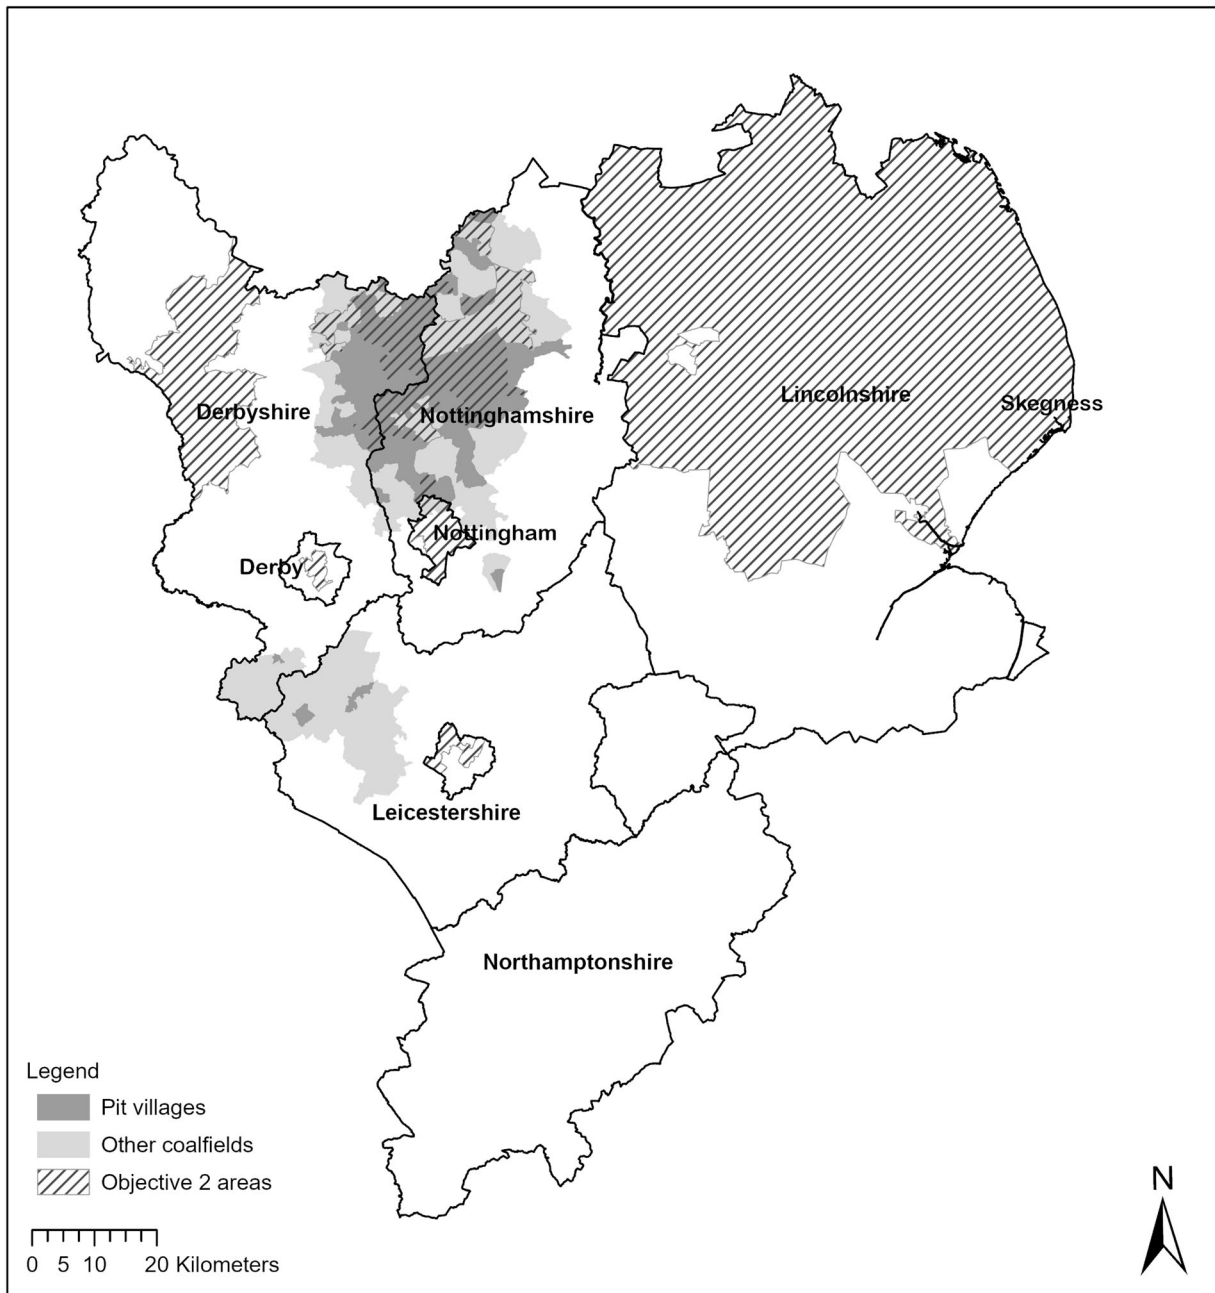 Derbyshire
Nottinghamshire
Lincolnshire
Skegness
Nottingham
Derby
Leicestershire
Northamptonshire
Legend
Pit villages
Other coalfields
Objective 2 areas
0 5 10 20 Kilometers
N